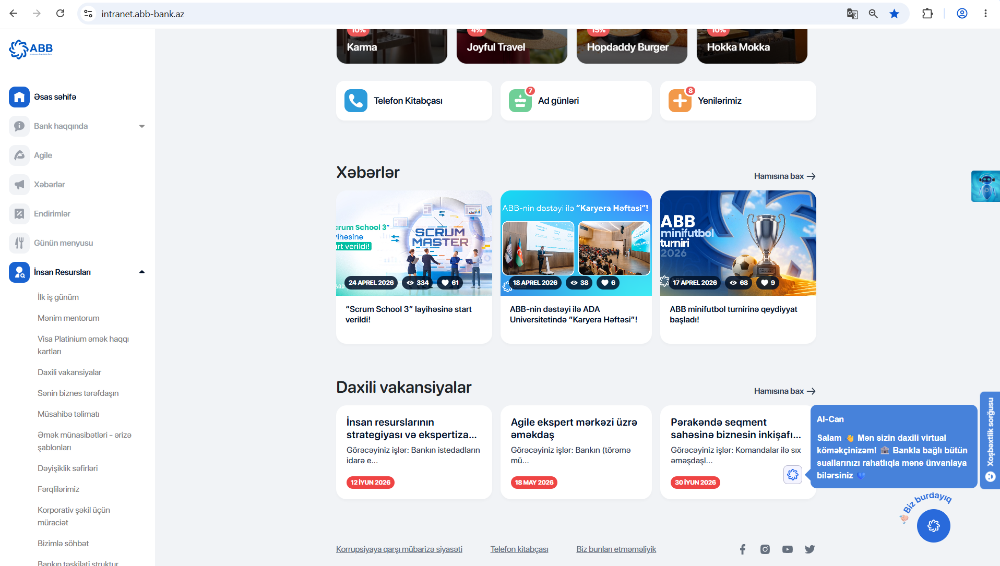 intranet.abb-bank.az
ABB
Əsas səhifə
Bank haqqında
Agile
Xəbərlər
Endirimlər
Günün menyusu
İnsan Resursları
İlk iş günüm
Mənim mentorum
Visa Platinium əmək haqqı
kartları
Daxili vakansiyalar
Sənin biznes tərəfdaşın
Müsahibə təlimatı
Əmək münasibətləri - ərizə
şablonları
Dəyişiklik səfirləri
Fərqlilərimiz
Korporativ şəkil üçün
müraciət
Bizimlə söhbət
Bankın təşkilati struktur
10% 4% 15% 10%
Karma Joyful Travel Hopdaddy Burger Hokka Mokka
Telefon Kitabçası
7
Ad günləri
8
Yenilərimiz
Xəbərlər
Hamısına bax
crum School 3"
yihəsinə
art verildi!
SCRUM
MASTER
24 APREL 2026 334 61
"Scrum School 3" layihəsinə start
verildi!
ABB-nin dəstəyi ilə "Karyera Həftəsi"!
18 APREL 2026 38 6
ABB-nin dəstəyi ilə ADA
Universitetində "Karyera Həftəsi"!
ABB
minifutbol
turniri
2026
17 APREL 2026 68 9
ABB minifutbol turnirinə qeydiyyat
başladı!
Daxili vakansiyalar
Hamısına bax
İnsan resurslarının
strategiyası və ekspertiza...
Görəcəyiniz işlər: Bankın istedadların
idarə e...
12 İYUN 2026
Agile ekspert mərkəzi üzrə
əməkdaş
Görəcəyiniz işlər: Bankın (törəmə
mü...
18 MAY 2026
Pərakəndə seqment
sahəsinə biznesin inkişafı...
Görəcəyiniz işlər: Komandalar ilə sıx
əməşdaşl...
30 İYUN 2026
AI-Can
Salam 👋 Mən sizin daxili virtual
köməkçinizəm! 🏦 Bankla bağlı bütün
suallarınızı rahatlıqla mənə ünvanlaya
bilərsiniz 💙
Xoşbəxtlik sorğusu
Biz burdayıq
Korrupsiyaya qarşı mübarizə siyasəti
Telefon kitabçası
Biz bunları etməməliyik